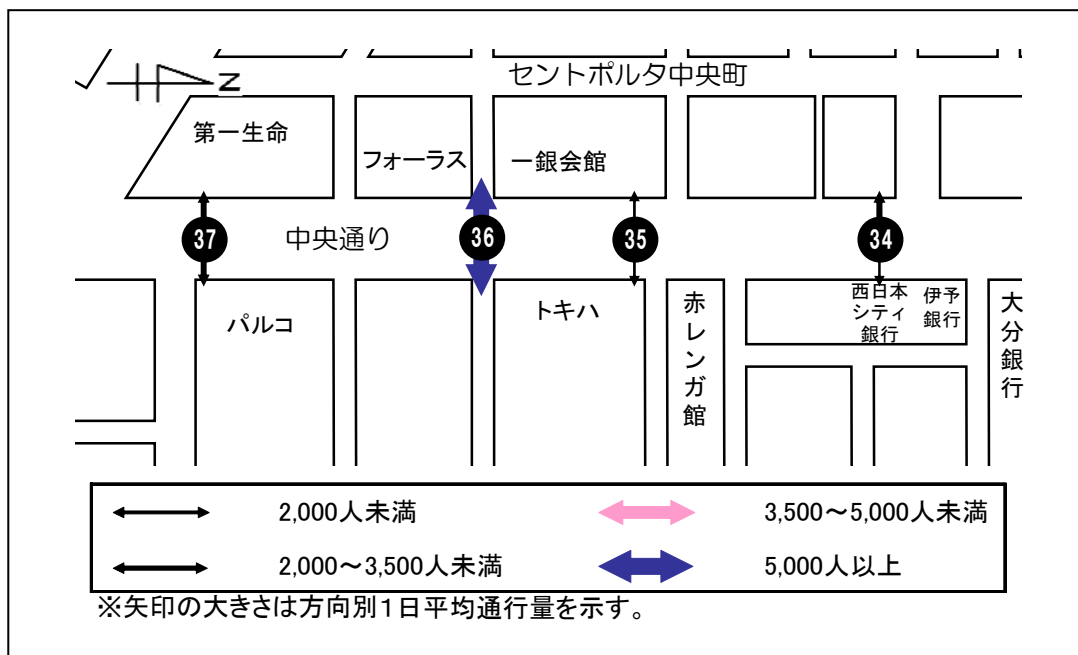 セントポルタ中央町
N
第一生命
フォーラス
一銀会館
37
中央通り
36
35
34
パルコ
トキハ
赤レンガ館
西日本
シティ
銀行
伊予
銀行
大分銀行
2,000人未満
3,500～5,000人未満
2,000～3,500人未満
5,000人以上
※矢印の大きさは方向別1日平均通行量を示す。